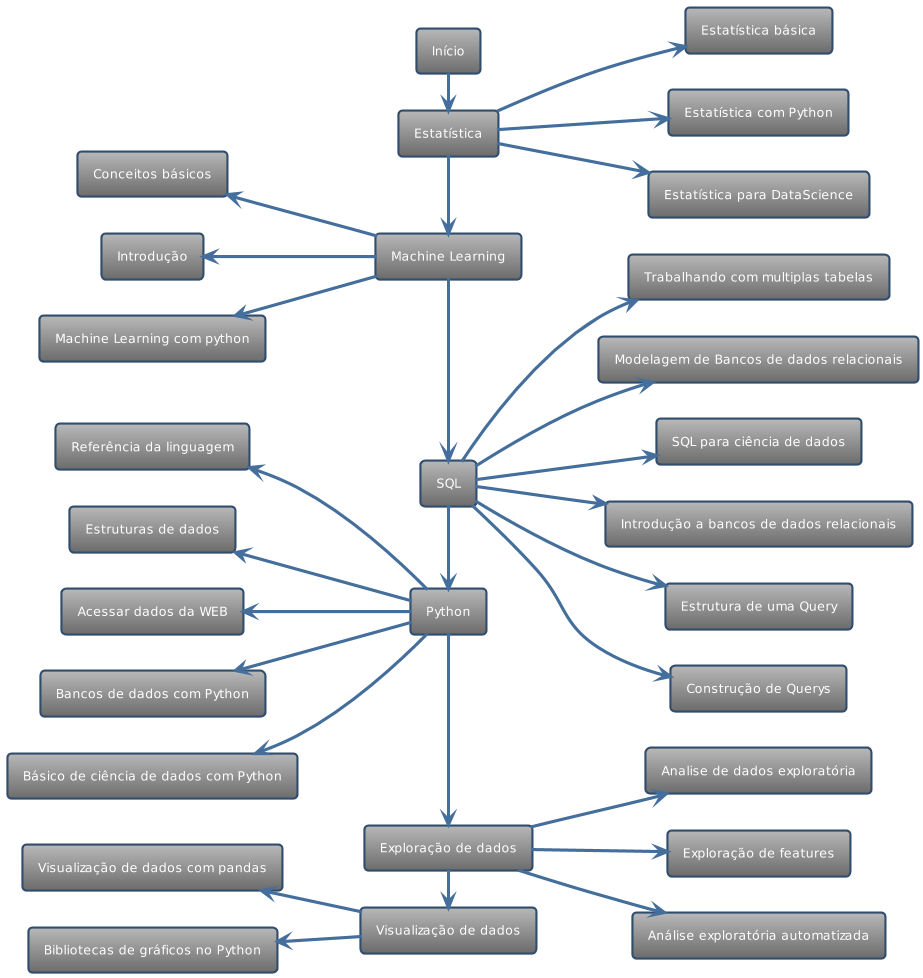 Início
Estatística
Estatística básica
Estatística com Python
Estatística para DataScience
Machine Learning
Conceitos básicos
Introdução
Machine Learning com python
SQL
Trabalhando com multiplas tabelas
Modelagem de Bancos de dados relacionais
SQL para ciência de dados
Introdução a bancos de dados relacionais
Estrutura de uma Query
Construção de Querys
Python
Referência da linguagem
Estruturas de dados
Acessar dados da WEB
Bancos de dados com Python
Básico de ciência de dados com Python
Exploração de dados
Analise de dados exploratória
Exploração de features
Análise exploratória automatizada
Visualização de dados
Visualização de dados com pandas
Bibliotecas de gráficos no Python